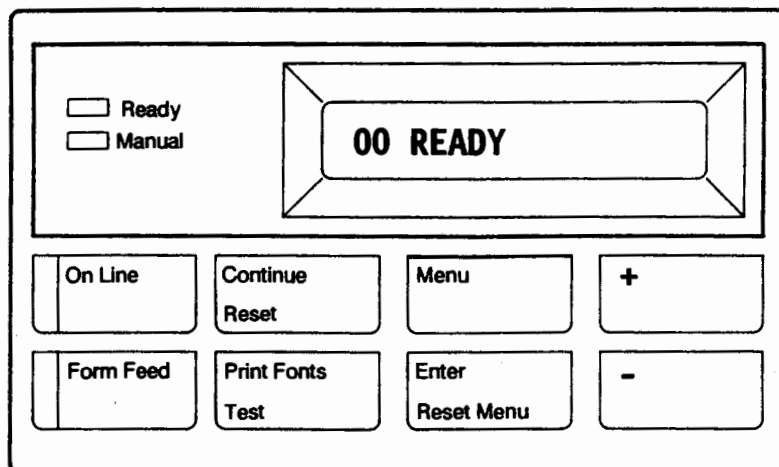 Ready
Manual
00 READY
On Line
Continue
Reset
Menu
+
Form Feed
Print Fonts
Test
Enter
Reset Menu
-